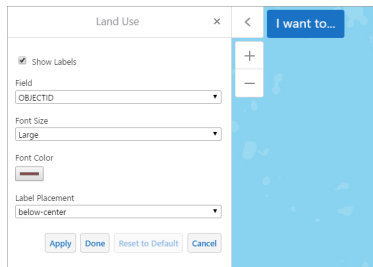 Land Use
I want to...
Show Labels
Field
OBJECTID
Font Size
Large
Font Color
Label Placement
below-center
Apply Done Reset to Default Cancel